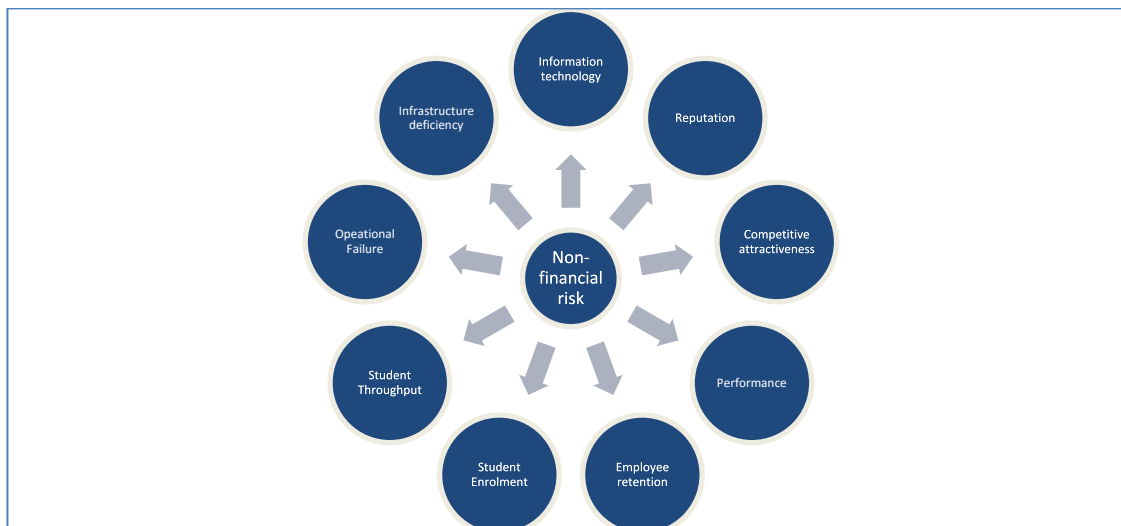 Information
technology
Reputation
Competitive
attractiveness
Performance
Employee
retention
Student
Enrolment
Student
Throughput
Opeational
Failure
Infrastructure
deficiency
Non-
financial
risk